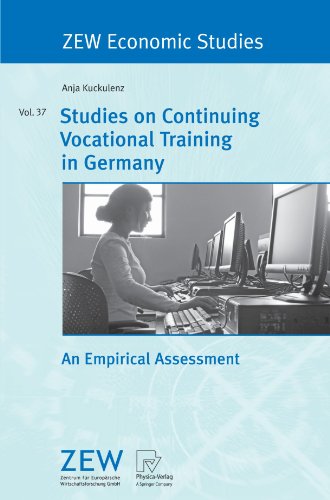 ZEW Economic Studies
Anja Kuckulenz
Vol. 37
Studies on Continuing
Vocational Training
in Germany
An Empirical Assessment
ZEW
Zentrum für Europäische
Wirtschaftsforschung GmbH
Physica-Verlag
A Springer Company